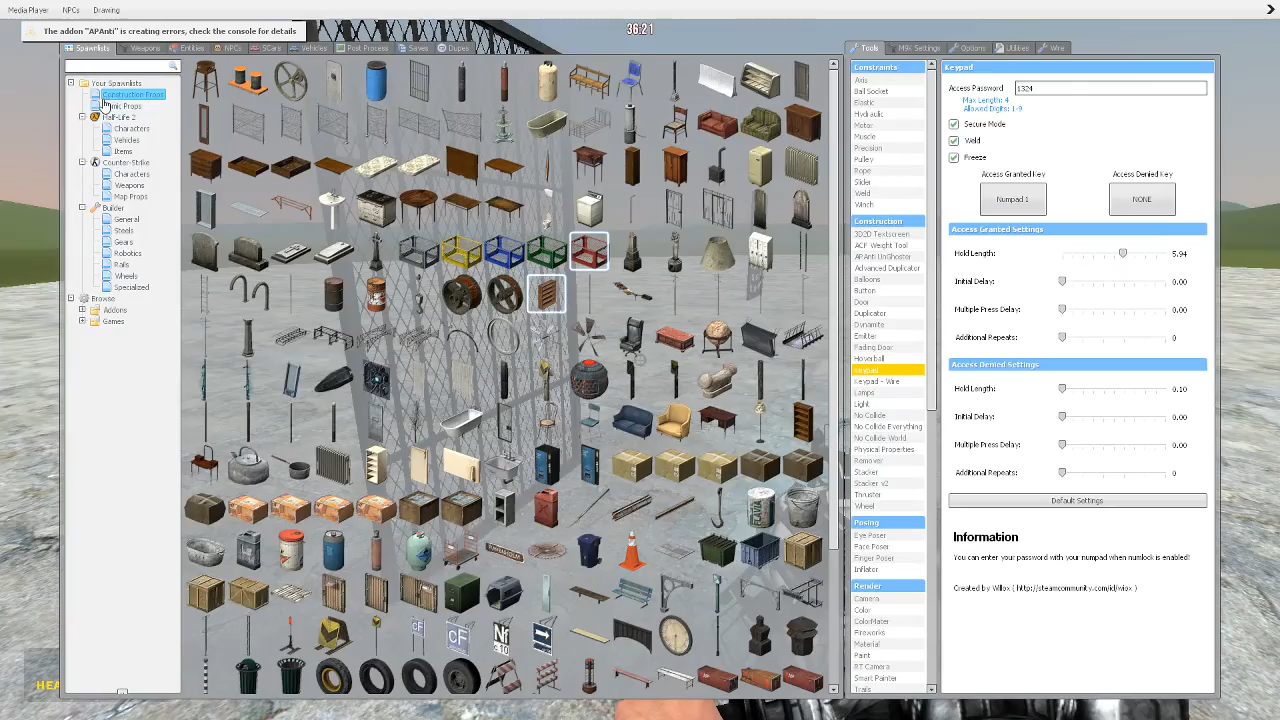 Media Player NPCs Drawing
The addon "APAnti" is creating errors, check the console for details
36:21
Spawnlists Weapons Entities NPCs SCars Vehicles Post Process Saves Dupes
Your Spawnlists
Construction Props
mic Props
Half-Life 2
Characters
Vehicles
Items
Counter-Strike
Characters
Weapons
Map Props
Builder
General
Steels
Gears
Robotics
Rails
Wheels
Specialized
Browse
Addons
Games
HEA
Tools M9K Settings Options Utilities Wire
Constraints
Axis
Ball Socket
Elastic
Hydraulic
Motor
Muscle
Precision
Pulley
Rope
Slider
Weld
Winch
Construction
3D2D Textscreen
ACF Weight Tool
APAnti UnGhoster
Advanced Duplicator
Balloons
Button
Door
Duplicator
Dynamite
Emitter
Fading Door
Hoverball
Keypad
Keypad - Wire
Lamps
Light
No Collide
No Collide Everything
No Collide World
Physical Properties
Remover
Stacker
Stacker v2
Thruster
Wheel
Posing
Eye Poser
Face Poser
Finger Poser
Inflator
Render
Camera
Color
ColorMater
Fireworks
Material
Paint
RT Camera
Smart Painter
Trails
Keypad
Access Password 1324
Max Length: 4
Allowed Digits: 1-9
Secure Mode
Weld
Freeze
Access Granted Key Access Denied Key
Numpad 1 NONE
Access Granted Settings
Hold Length: 5.94
Initial Delay: 0.00
Multiple Press Delay: 0.00
Additional Repeats: 0
Access Denied Settings
Hold Length: 0.10
Initial Delay: 0.00
Multiple Press Delay: 0.00
Additional Repeats: 0
Default Settings
Information
You can enter your password with your numpad when numlock is enabled!
Created by Willox ( http://steamcommunity.com/id/wiox )